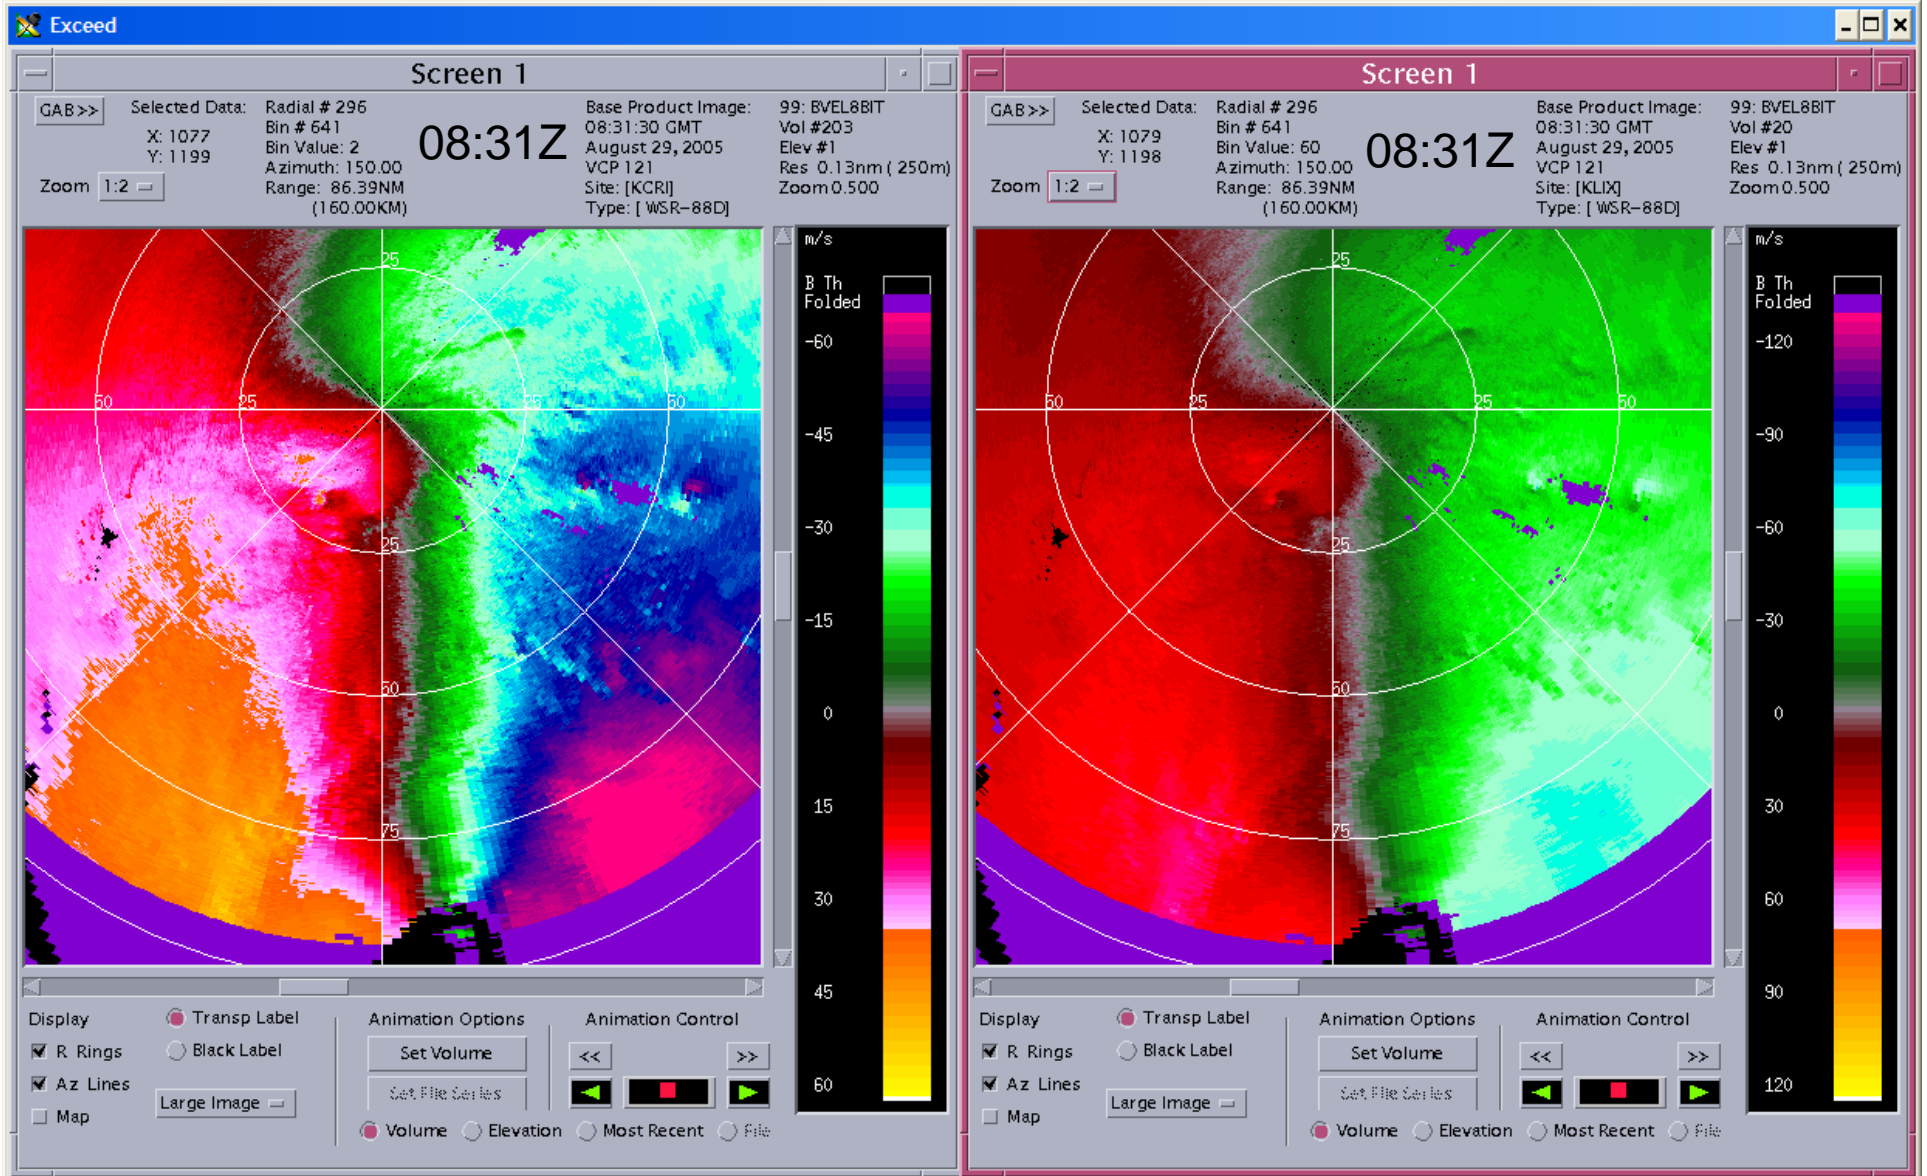 Exceed
Screen 1
GAB>>
Selected Data:
X: 1077
Y: 1199
Zoom 1:2
Radial # 296
Bin # 641
Bin Value: 2
Azimuth: 150.00
Range: 86.39NM
(160.00KM)
08:31Z
Base Product Image:
08:31:30 GMT
August 29, 2005
VCP 121
Site: [KCRI]
Type: [ WSR-88D]
99: BVEL8BIT
Vol #203
Elev #1
Res 0.13nm ( 250m)
Zoom 0.500
25
50
25
25
50
25
50
75
m/s
B Th
Folded
-60
-45
-30
-15
0
15
30
45
60
Display
R Rings
Az Lines
Map
Transp Label
Black Label
Large Image
Animation Options
Set Volume
Set File Series
Animation Control
<<
>>
Volume
Elevation
Most Recent
File
Screen 1
GAB>>
Selected Data:
X: 1079
Y: 1198
Zoom 1:2
Radial # 296
Bin # 641
Bin Value: 60
Azimuth: 150.00
Range: 86.39NM
(160.00KM)
08:31Z
Base Product Image:
08:31:30 GMT
August 29, 2005
VCP 121
Site: [KLIX]
Type: [ WSR-88D]
99: BVEL8BIT
Vol #20
Elev #1
Res 0.13nm ( 250m)
Zoom 0.500
25
50
25
25
50
25
50
75
m/s
B Th
Folded
-120
-90
-60
-30
0
30
60
90
120
Display
R Rings
Az Lines
Map
Transp Label
Black Label
Large Image
Animation Options
Set Volume
Set File Series
Animation Control
<<
>>
Volume
Elevation
Most Recent
File